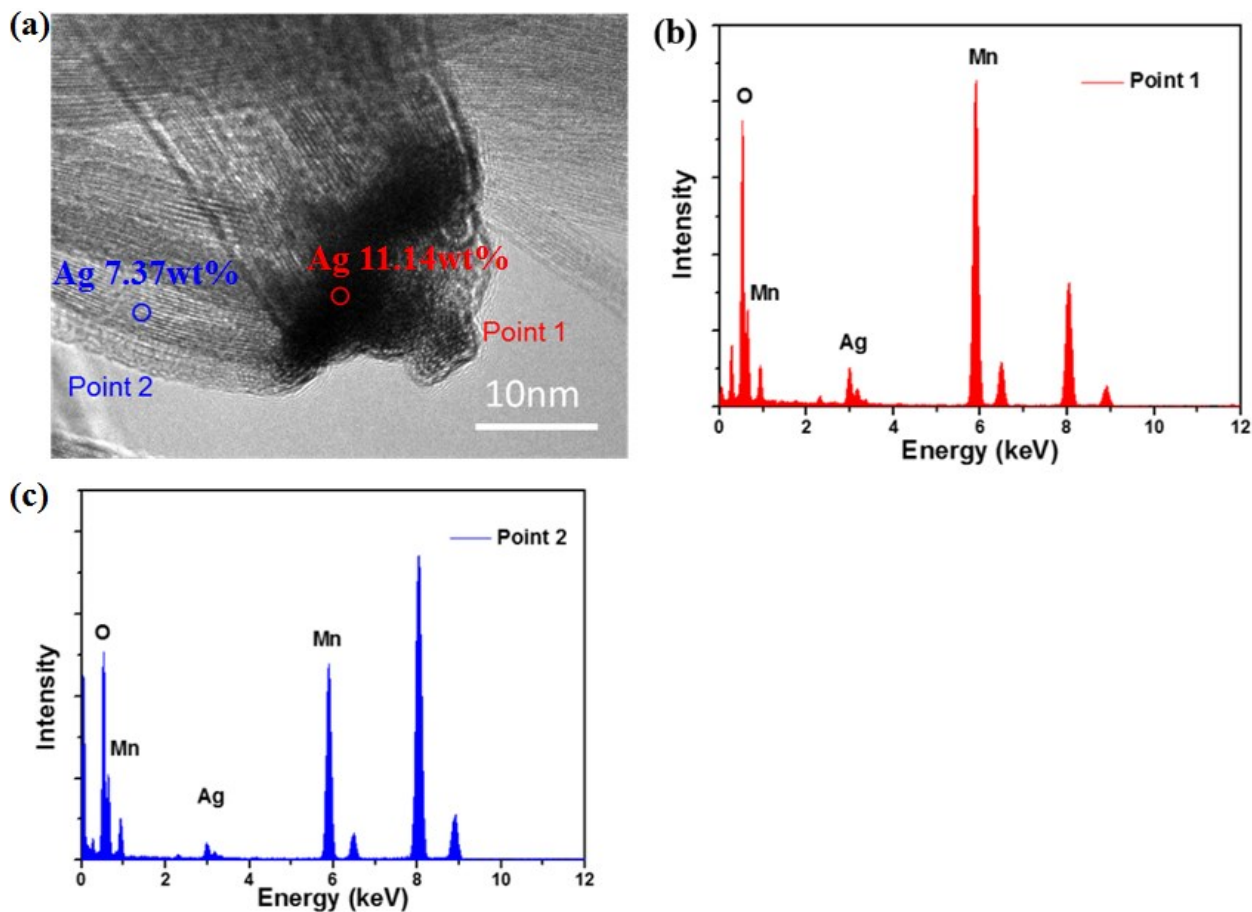 (a)
Ag 7.37wt%
Ag 11.14wt%
Point 1
Point 2
10nm
(b)
Mn
Point 1
O
Mn
Ag
Intensity
0 2 4 6 8 10 12
Energy (keV)
(c)
Point 2
O
Mn
Mn
Ag
Intensity
0 2 4 6 8 10 12
Energy (keV)